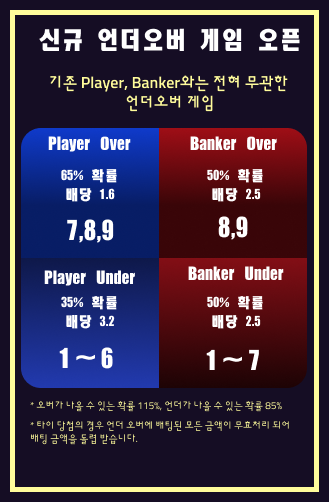 신규 언더오버 게임 오픈
기존 Player, Banker와는 전혀 무관한
언더오버 게임
Player Over
65% 확률
배당 1.6
7,8,9
Banker Over
50% 확률
배당 2.5
8,9
Player Under
35% 확률
배당 3.2
1 ~ 6
Banker Under
50% 확률
배당 2.5
1 ~ 7
* 오버가 나올 수 있는 확률 115%, 언더가 나올 수 있는 확률 85%
* 타이 당첨의 경우 언더 오버에 배팅된 모든 금액이 무효처리 되어
배팅 금액을 돌려 받습니다.